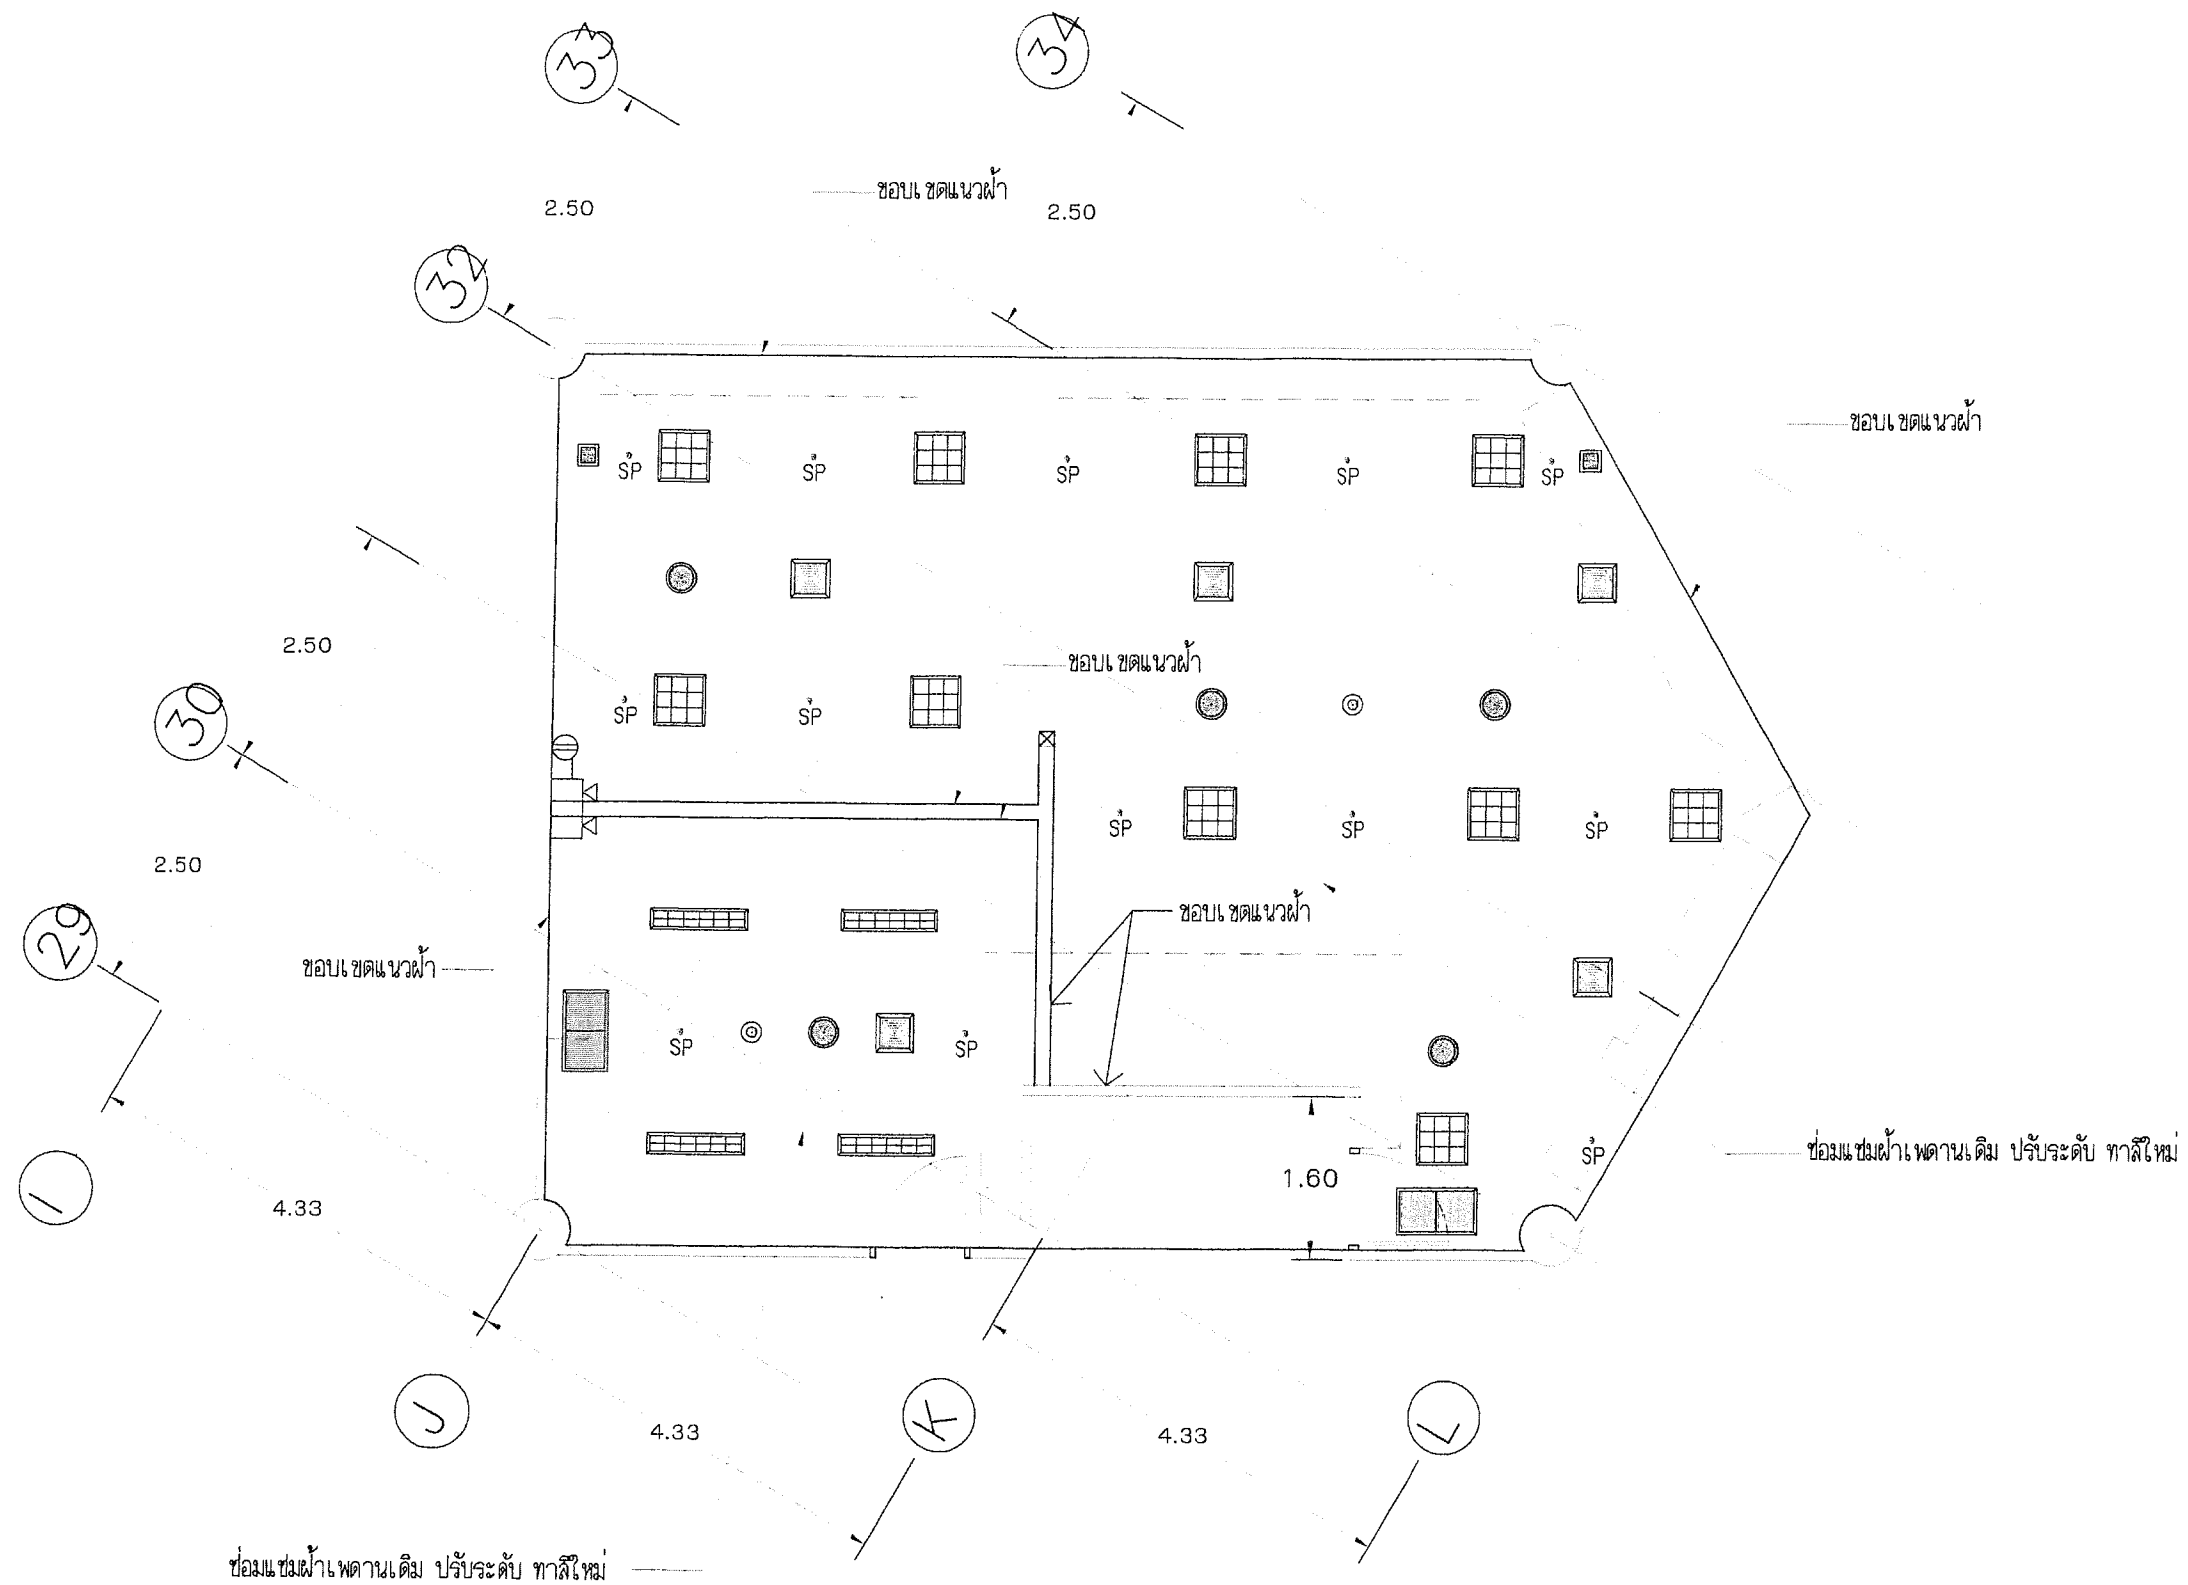 33
34
ขอบเขตแนวฝ้า
2.50
2.50
32
ขอบเขตแนวฝ้า
SP
SP
SP
SP
SP
2.50
ขอบเขตแนวฝ้า
30
SP
SP
SP
SP
SP
2.50
29
ขอบเขตแนวฝ้า
ขอบเขตแนวฝ้า
SP
SP
ซ่อมแซมฝ้าเพดานเดิม ปรับระดับ ทาสีใหม่
SP
1.60
I
4.33
J
K
L
4.33
4.33
ซ่อมแซมฝ้าเพดานเดิม ปรับระดับ ทาสีใหม่